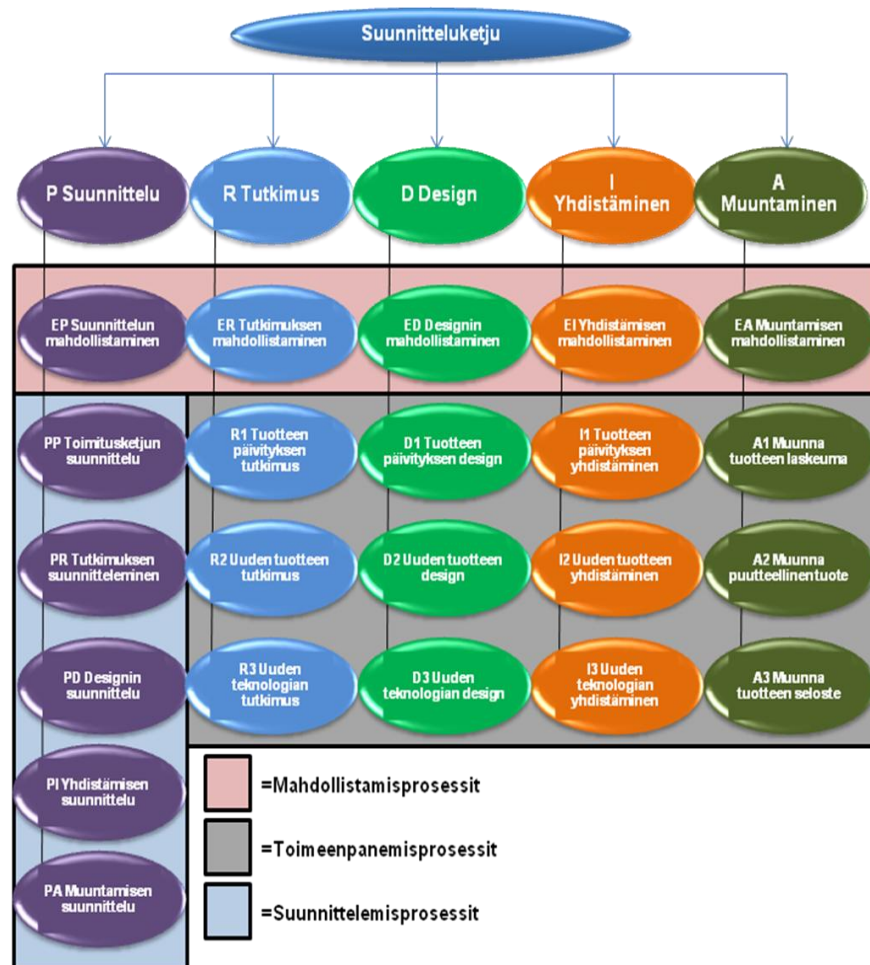 Suunnitteluketju
P Suunnittelu
R Tutkimus
D Design
I
Yhdistäminen
A
Muuntaminen
EP Suunnittelun
mahdollistaminen
ER Tutkimuksen
mahdollistaminen
ED Designin
mahdollistaminen
EI Yhdistämisen
mahdollistaminen
EA Muuntamisen
mahdollistaminen
PP Toimitusketjun
suunnittelu
R1 Tuotteen
päivityksen
tutkimus
D1 Tuotteen
päivityksen design
I1 Tuotteen
päivityksen
yhdistäminen
A1 Muunna
tuotteen laskeuma
PR Tutkimuksen
suunnitteleminen
R2 Uuden tuotteen
tutkimus
D2 Uuden tuotteen
design
I2 Uuden tuotteen
yhdistäminen
A2 Muunna
puutteellinen tuote
PD Designin
suunnittelu
R3 Uuden
teknologian
tutkimus
D3 Uuden
teknologian design
I3 Uuden
teknologian
yhdistäminen
A3 Muunna
tuotteen seloste
PI Yhdistämisen
suunnittelu
PA Muuntamisen
suunnittelu
=Mahdollistamisprosessit
=Toimeenpanemisprosessit
=Suunnittelemisprosessit